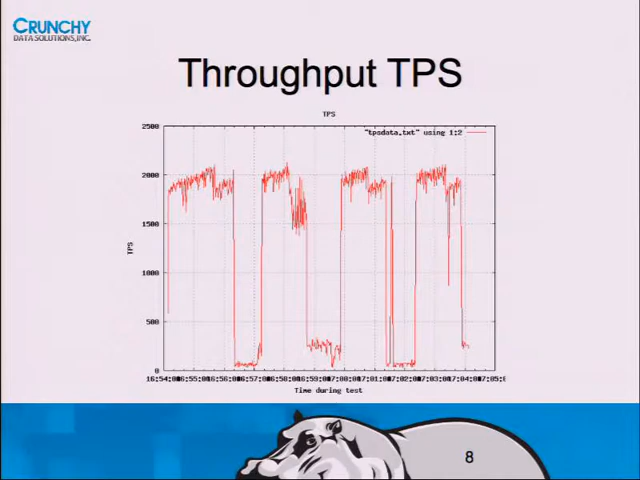 CRUNCHY
DATA SOLUTIONS, INC.
Throughput TPS
TPS
2500
"tpsdata.txt" using 1:2
2000
1500
TPS
1000
500
0
Time during test
8